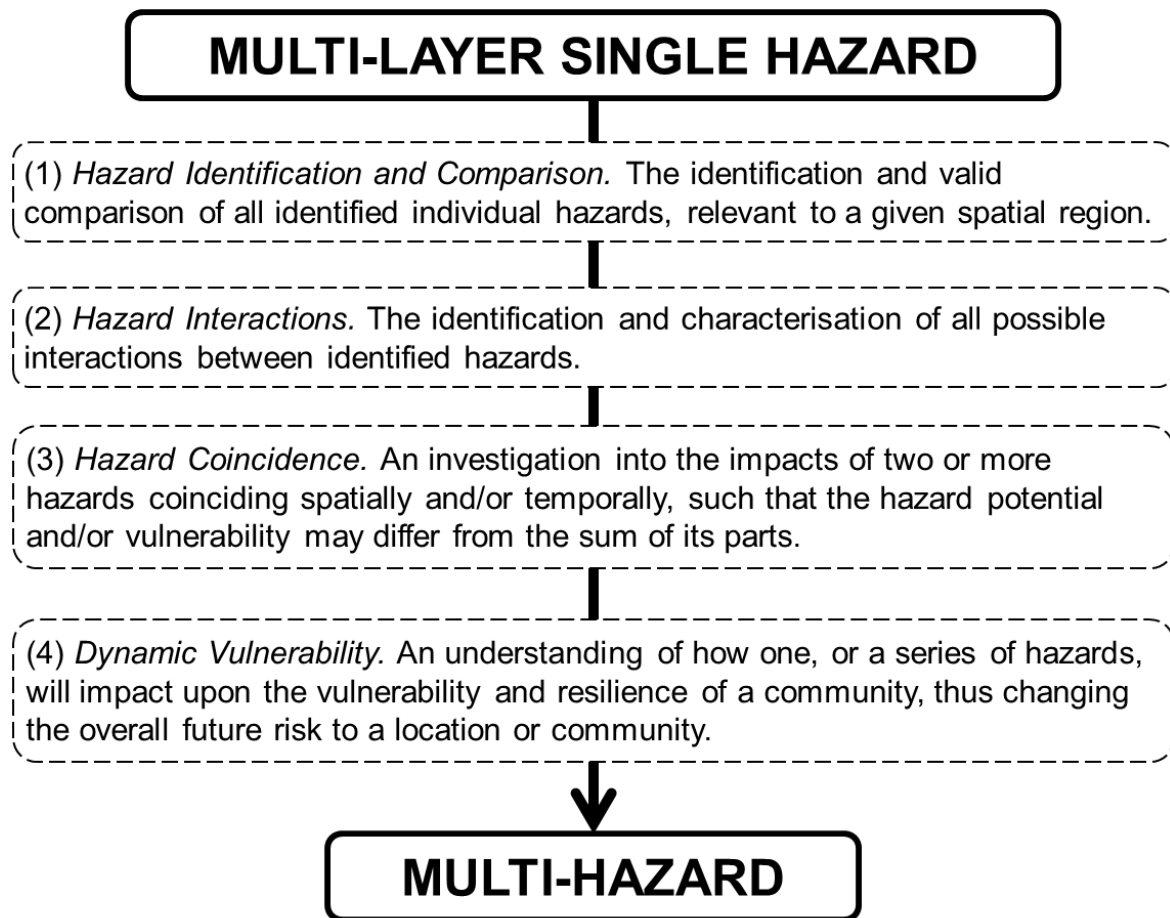 MULTI-LAYER SINGLE HAZARD
(1) Hazard Identification and Comparison. The identification and valid
comparison of all identified individual hazards, relevant to a given spatial region.
(2) Hazard Interactions. The identification and characterisation of all possible
interactions between identified hazards.
(3) Hazard Coincidence. An investigation into the impacts of two or more
hazards coinciding spatially and/or temporally, such that the hazard potential
and/or vulnerability may differ from the sum of its parts.
(4) Dynamic Vulnerability. An understanding of how one, or a series of hazards,
will impact upon the vulnerability and resilience of a community, thus changing
the overall future risk to a location or community.
MULTI-HAZARD